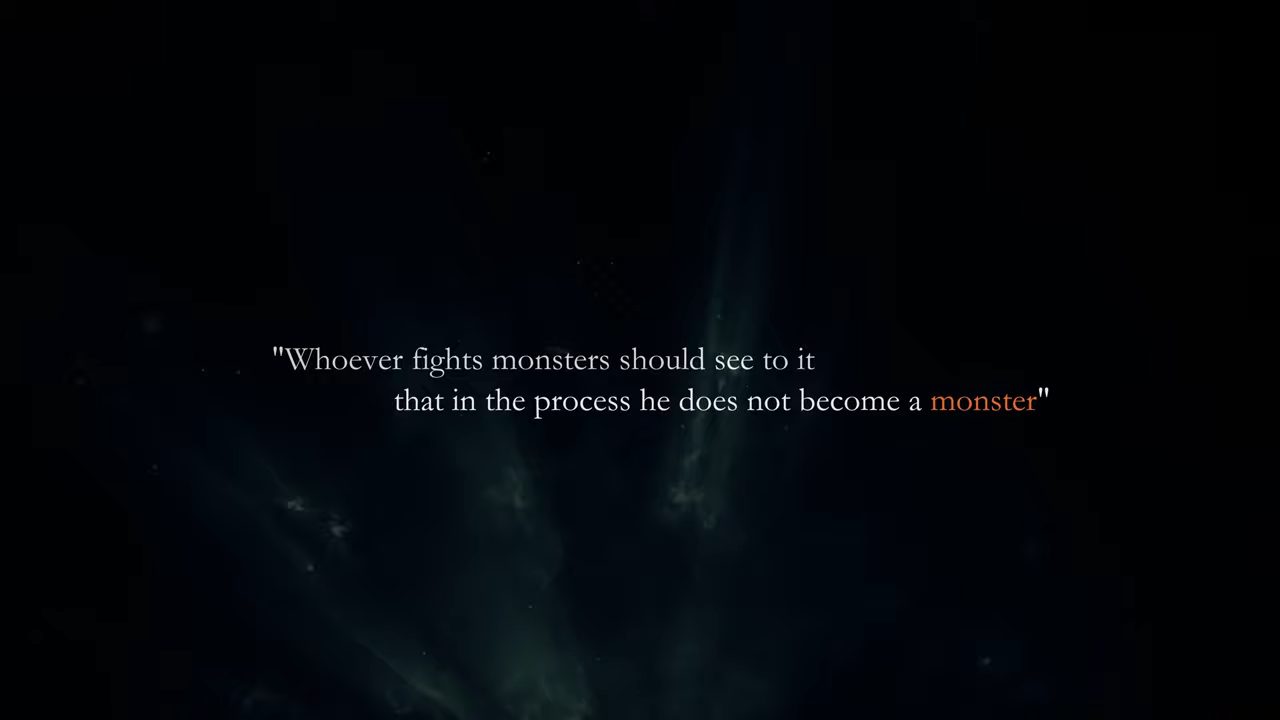 "Whoever fights monsters should see to it
that in the process he does not become a monster"